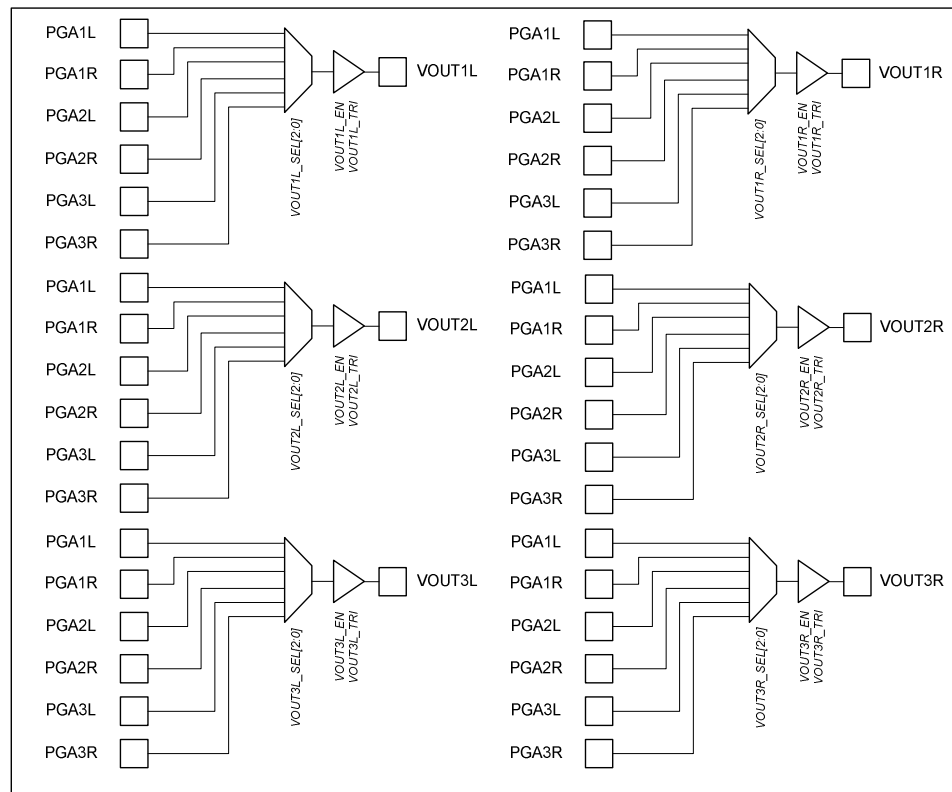 PGA1L
PGA1R
PGA2L
PGA2R
PGA3L
PGA3R
VOUT1L_SEL[2:0]
VOUT1L_EN
VOUT1L_TRI
VOUT1L
PGA1L
PGA1R
PGA2L
PGA2R
PGA3L
PGA3R
VOUT1R_SEL[2:0]
VOUT1R_EN
VOUT1R_TRI
VOUT1R
PGA1L
PGA1R
PGA2L
PGA2R
PGA3L
PGA3R
VOUT2L_SEL[2:0]
VOUT2L_EN
VOUT2L_TRI
VOUT2L
PGA1L
PGA1R
PGA2L
PGA2R
PGA3L
PGA3R
VOUT2R_SEL[2:0]
VOUT2R_EN
VOUT2R_TRI
VOUT2R
PGA1L
PGA1R
PGA2L
PGA2R
PGA3L
PGA3R
VOUT3L_SEL[2:0]
VOUT3L_EN
VOUT3L_TRI
VOUT3L
PGA1L
PGA1R
PGA2L
PGA2R
PGA3L
PGA3R
VOUT3R_SEL[2:0]
VOUT3R_EN
VOUT3R_TRI
VOUT3R